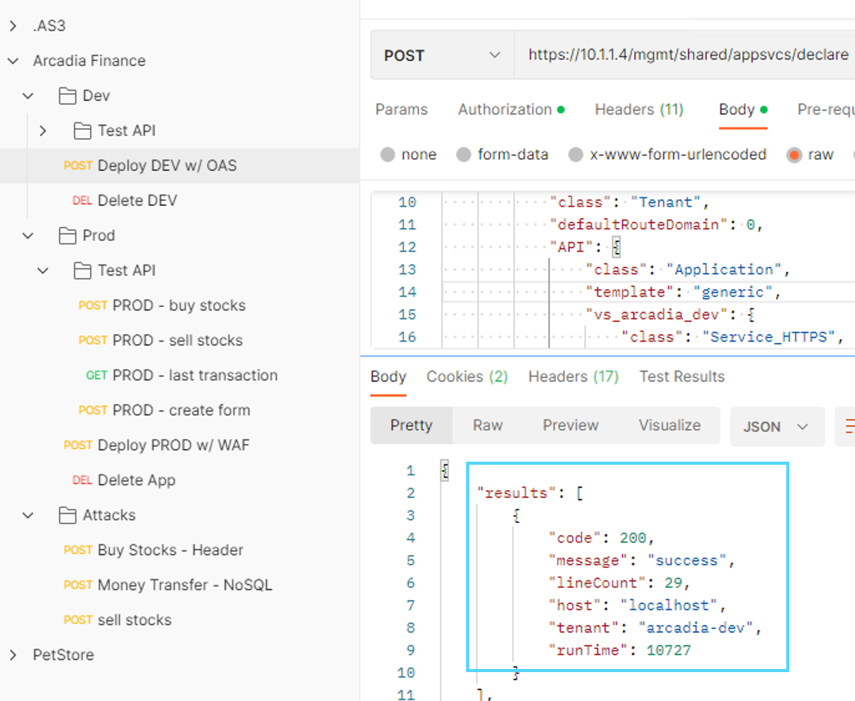 .AS3
Arcadia Finance
Dev
Test API
POST Deploy DEV w/ OAS
DEL Delete DEV
Prod
Test API
POST PROD - buy stocks
POST PROD - sell stocks
GET PROD - last transaction
POST PROD - create form
POST Deploy PROD w/ WAF
DEL Delete App
Attacks
POST Buy Stocks - Header
POST Money Transfer - NoSQL
POST sell stocks
PetStore
POST https://10.1.1.4/mgmt/shared/appsvcs/declare
Params Authorization Headers (11) Body Pre-requ
none form-data x-www-form-urlencoded raw
10 "class": "Tenant",
11 "defaultRouteDomain": 0,
12 "API": {
13 "class": "Application",
14 "template": "generic",
15 "vs_arcadia_dev": {
16 "class": "Service_HTTPS",
Body Cookies (2) Headers (17) Test Results
Pretty Raw Preview Visualize JSON
1 {
2 "results": [
3 {
4 "code": 200,
5 "message": "success",
6 "lineCount": 29,
7 "host": "localhost",
8 "tenant": "arcadia-dev",
9 "runTime": 10727
10 }
11 ],